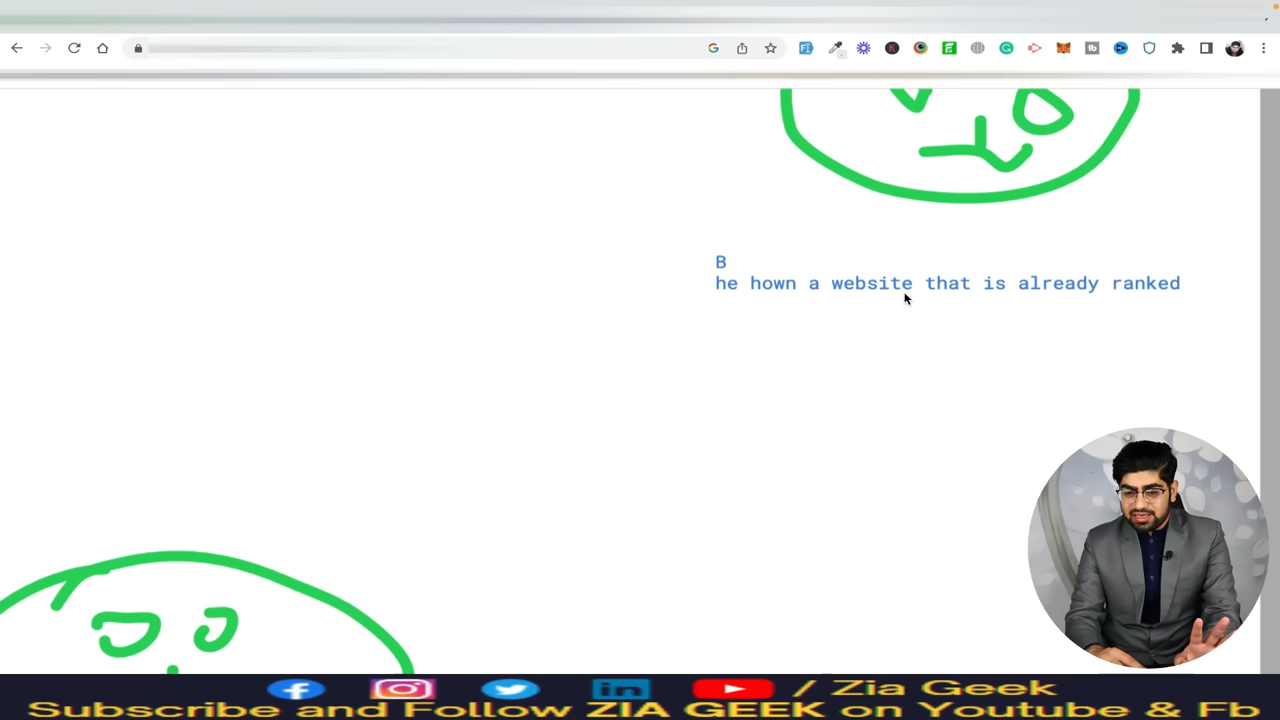 B
he hown a website that is already ranked
/ Zia Geek
Subscribe and Follow ZIA GEEK on Youtube & Fb